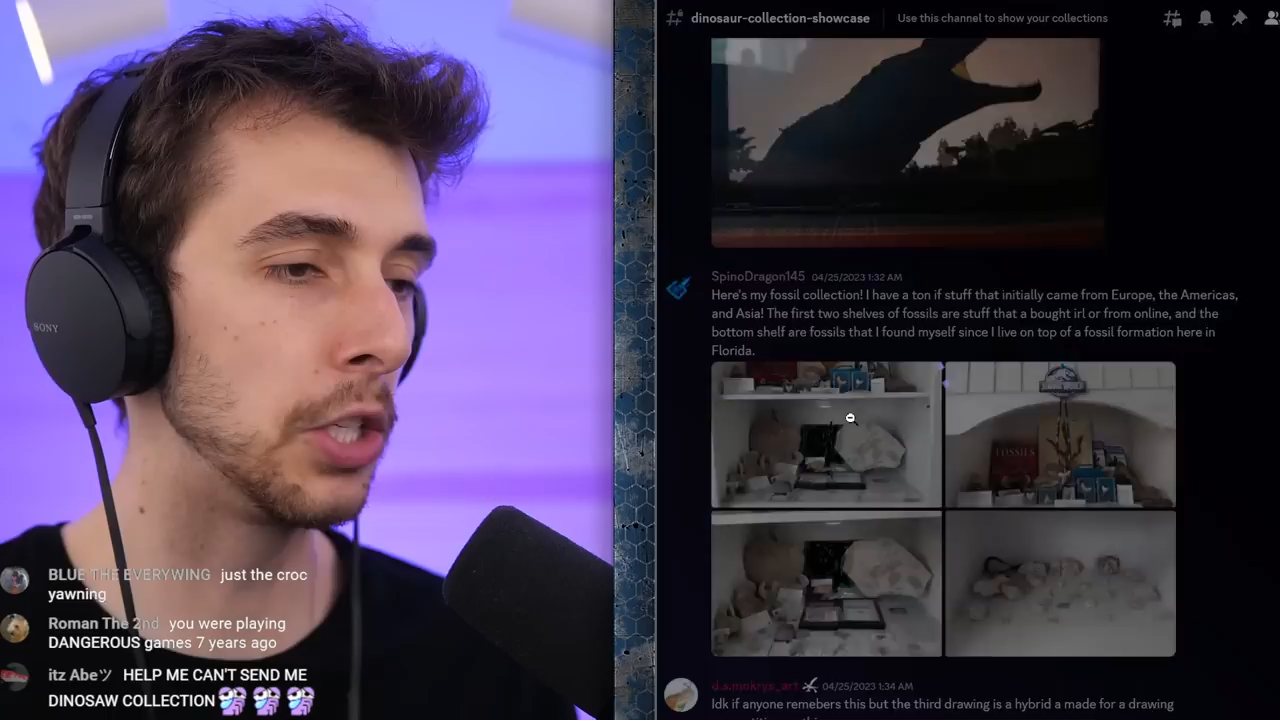 dinosaur-collection-showcase
Use this channel to show your collections
SpinoDragon145 04/25/2023 1:32 AM
Here's my fossil collection! I have a ton if stuff that initially came from Europe, the Americas,
and Asia! The first two shelves of fossils are stuff that a bought irl or from online, and the
bottom shelf are fossils that I found myself since I live on top of a fossil formation here in
Florida.
FOSSILS
d.s.mokrys_art 04/25/2023 1:34 AM
Idk if anyone remebers this but the third drawing is a hybrid a made for a drawing
SONY
BLUE THE EVERYWING just the croc
yawning
Roman The 2nd you were playing
DANGEROUS games 7 years ago
itz Abeツ HELP ME CAN'T SEND ME
DINOSAW COLLECTION